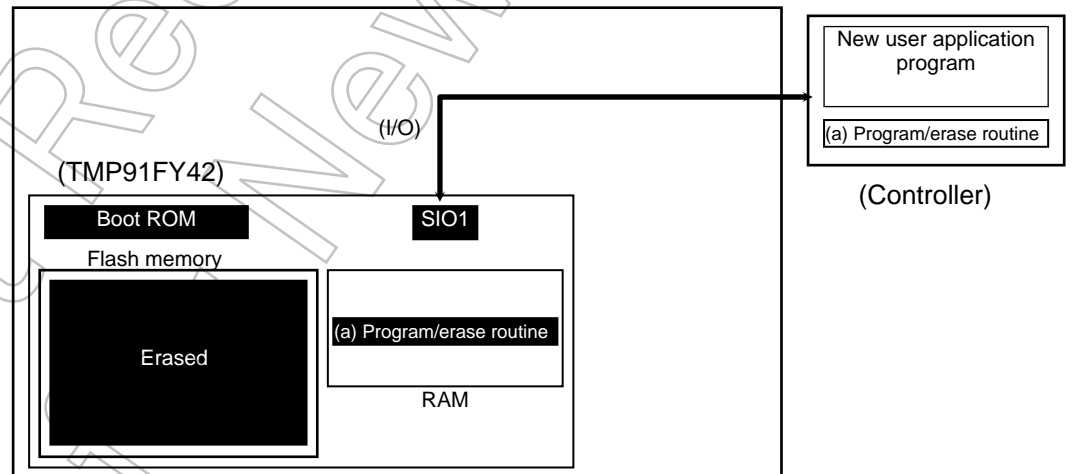 New user application
program
(I/O)
(a) Program/erase routine
(TMP91FY42)
(Controller)
Boot ROM
SIO1
Flash memory
(a) Program/erase routine
Erased
RAM